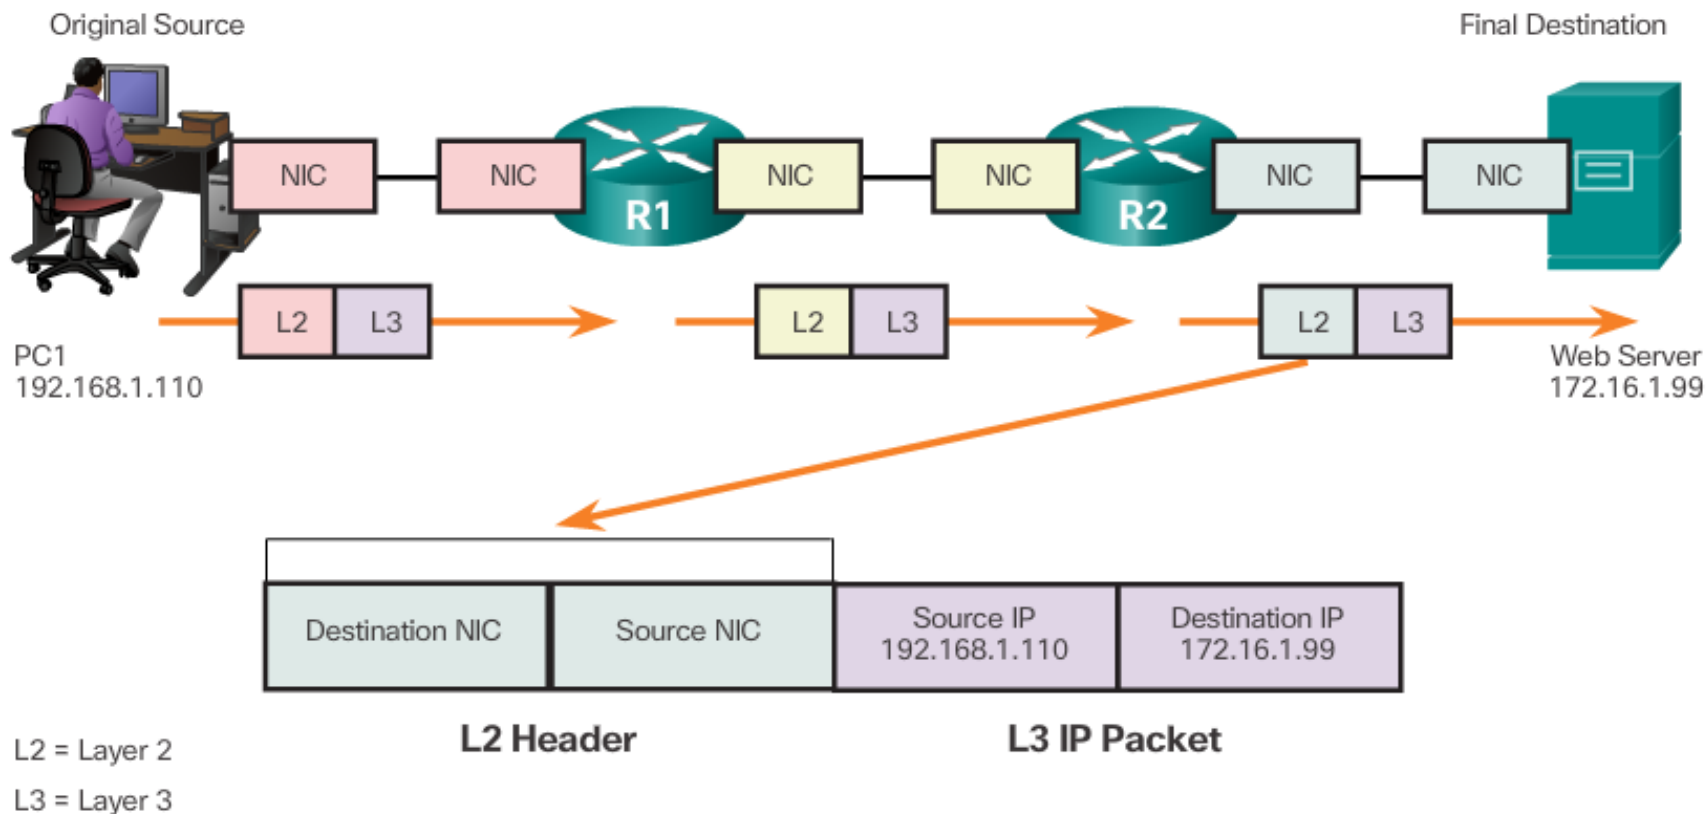 Original Source
Final Destination
NIC
NIC
NIC
NIC
NIC
NIC
R1
R2
L2
L3
L2
L3
L2
L3
PC1
192.168.1.110
Web Server
172.16.1.99
Destination NIC
Source NIC
Source IP
192.168.1.110
Destination IP
172.16.1.99
L2 Header
L3 IP Packet
L2 = Layer 2
L3 = Layer 3